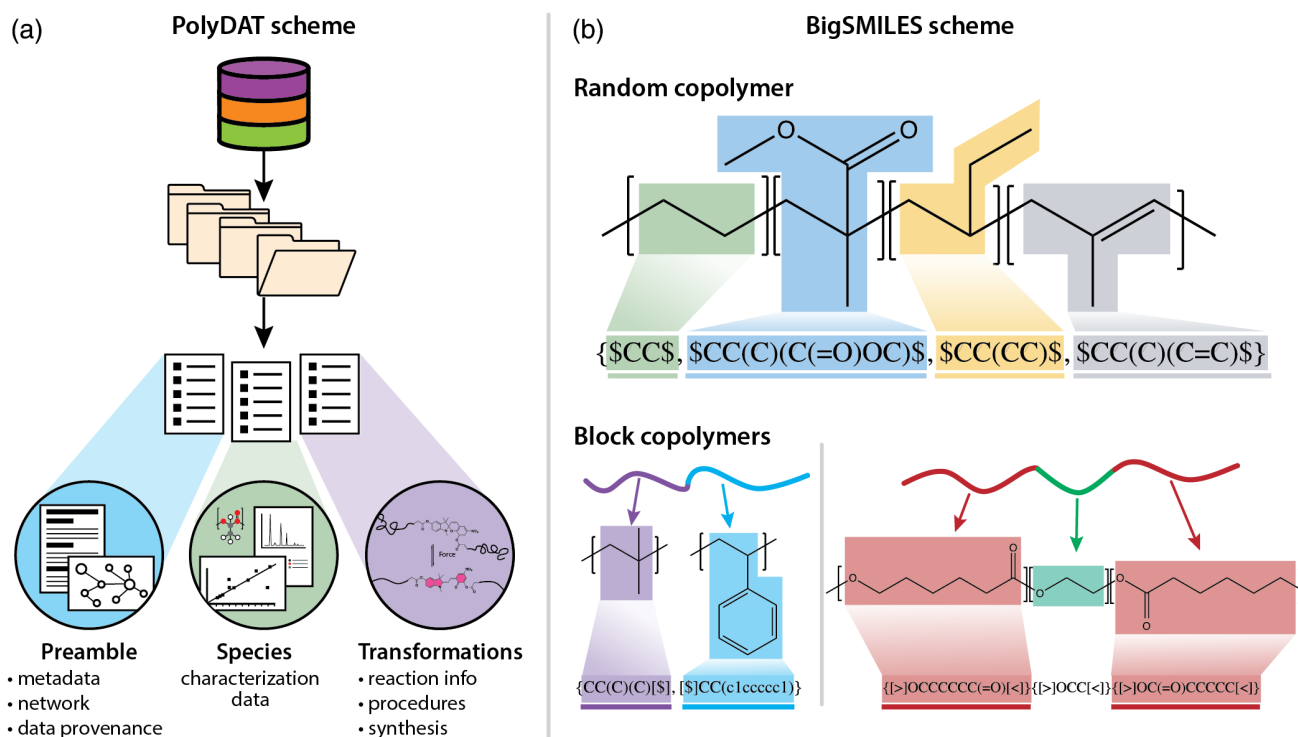 (a)
PolyDAT scheme
Force
Preamble
• metadata
• network
• data provenance
Species
characterization
data
Transformations
• reaction info
• procedures
• synthesis
(b)
BigSMILES scheme
Random copolymer
O
O
{$CC$, $CC(C)(C(=O)OC)$, $CC(CC)$, $CC(C)(C=C)$}
Block copolymers
{CC(C)(C)[$], [$]CC(c1ccccc1)}
O
O
O
O
O
{[>]OCCCCCC(=O)[<]}{[>]OCC[<]}{[>]OC(=O)CCCCC[<]}